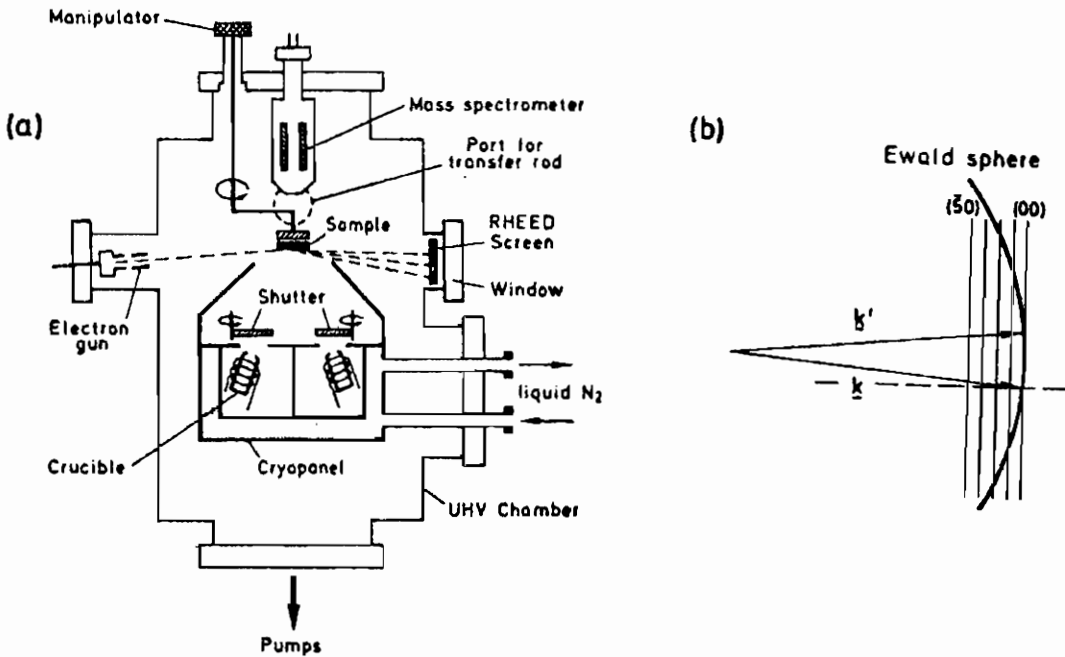 (a)
Manipulator
Mass spectrometer
Port for
transfer rod
Sample
RHEED
Screen
Window
Electron
gun
Shutter
liquid N₂
Crucible
Cryopanel
UHV Chamber
Pumps
(b)
Ewald sphere
(5̄0)
(00)
k'
k